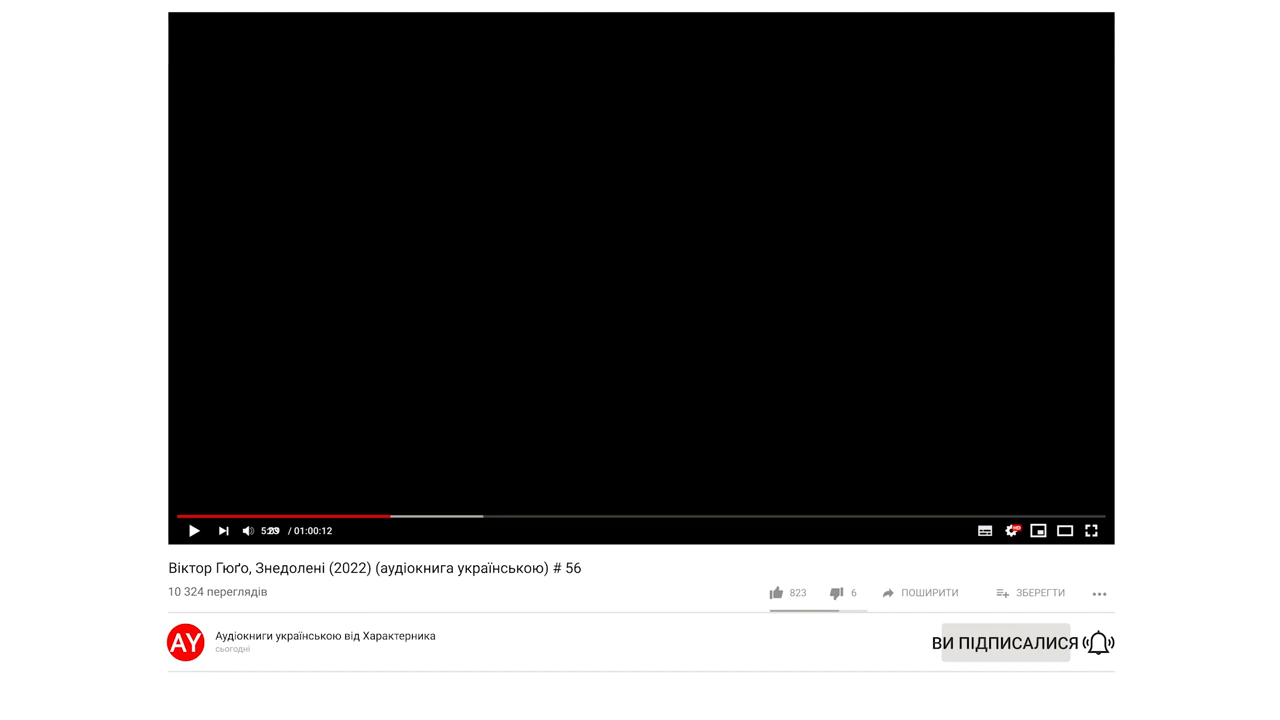 / 01:00:12
HD
Віктор Гюґо, Знедолені (2022) (аудіокнига українською) # 56
10 324 переглядів
823 6 ПОШИРИТИ ЗБЕРЕГТИ
АУ Аудіокниги українською від Характерника
сьогодні
ВИ ПІДПИСАЛИСЯ